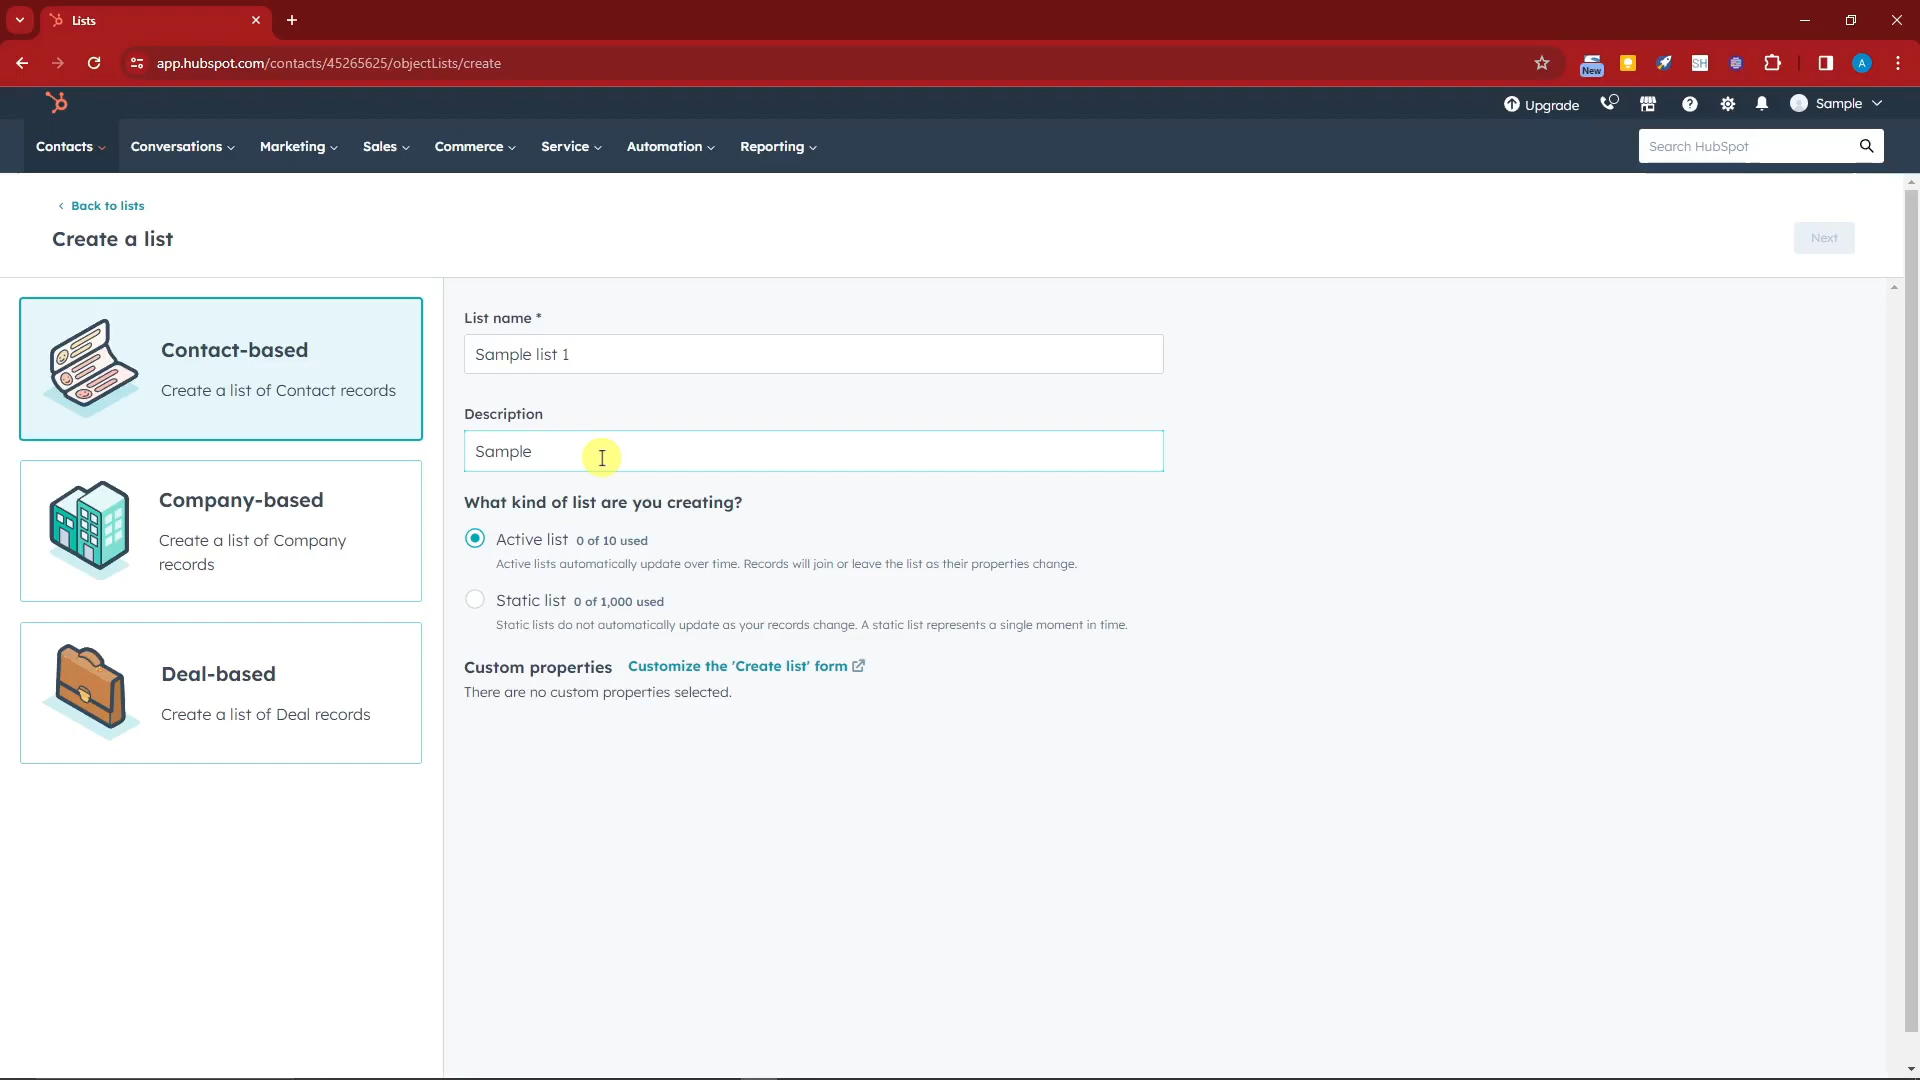 Lists
app.hubspot.com/contacts/45265625/objectLists/create
New
SH
A
Upgrade
Sample
Contacts
Conversations
Marketing
Sales
Commerce
Service
Automation
Reporting
Search HubSpot
Back to lists
Create a list
Next
Contact-based
Create a list of Contact records
Company-based
Create a list of Company
records
Deal-based
Create a list of Deal records
List name *
Sample list 1
Description
Sample
What kind of list are you creating?
Active list 0 of 10 used
Active lists automatically update over time. Records will join or leave the list as their properties change.
Static list 0 of 1,000 used
Static lists do not automatically update as your records change. A static list represents a single moment in time.
Custom properties Customize the 'Create list' form
There are no custom properties selected.